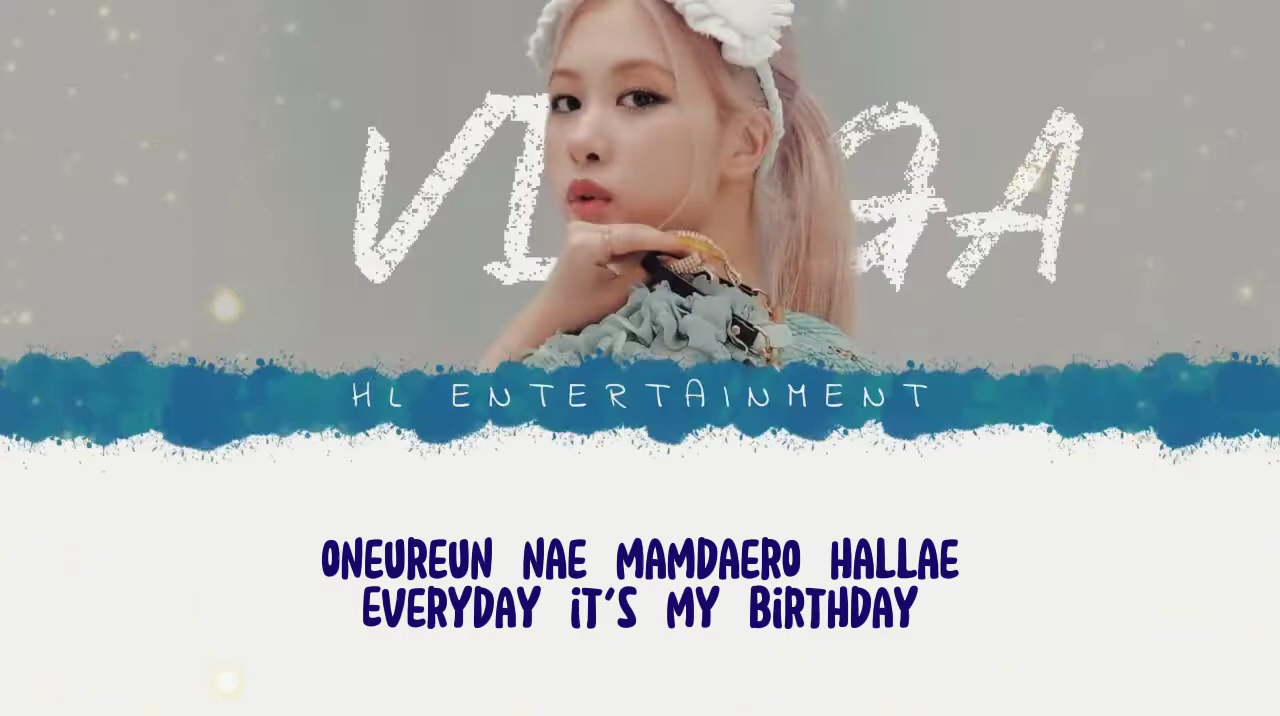 HL ENTERTAINMENT
ONEUREUN NAE MAMDAERO HALLAE
EVERYDAY iT'S MY BiRTHDAY